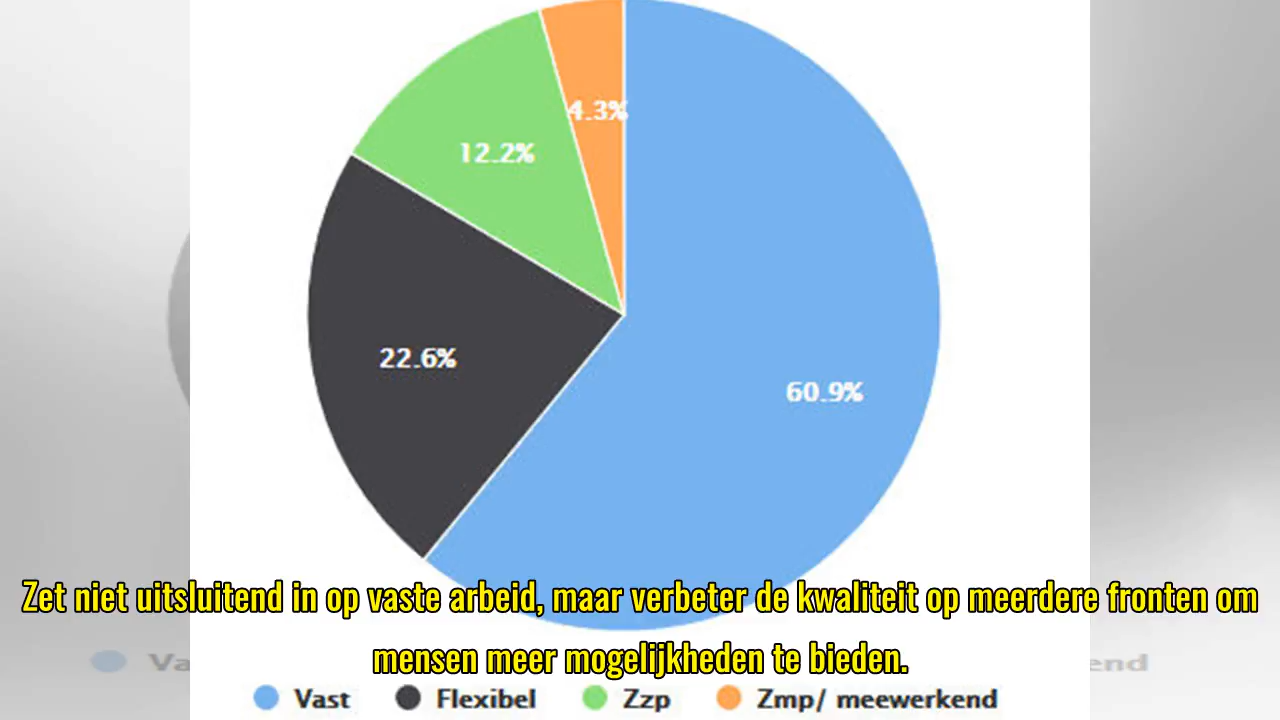 4.3%
12.2%
22.6%
60.9%
Zet niet uitsluitend in op vaste arbeid, maar verbeter de kwaliteit op meerdere fronten om
mensen meer mogelijkheden te bieden.
Vast Flexibel Zzp Zmp/ meewerkend